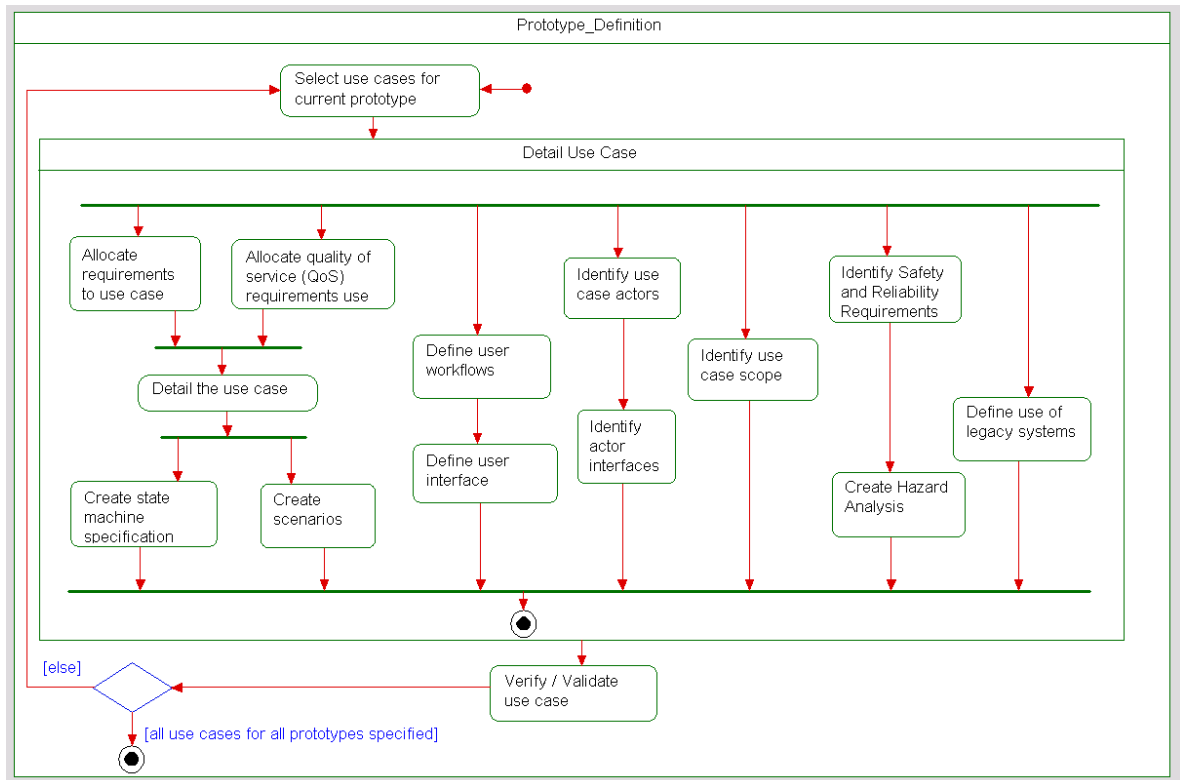 Prototype_Definition
Select use cases for
current prototype
Detail Use Case
Allocate
requirements
to use case
Allocate quality of
service (QoS)
requirements use
Identify use
case actors
Identify Safety
and Reliability
Requirements
Define user
workflows
Identify use
case scope
Detail the use case
Define use of
legacy systems
Identify
actor
interfaces
Define user
interface
Create state
machine
specification
Create
scenarios
Create Hazard
Analysis
[else]
Verify / Validate
use case
[all use cases for all prototypes specified]